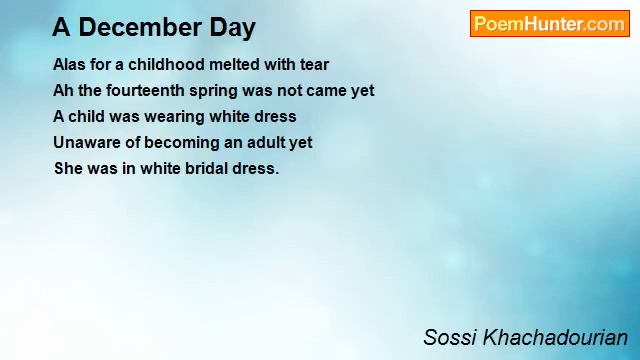 A December Day
PoemHunter.com
Alas for a childhood melted with tear
Ah the fourteenth spring was not came yet
A child was wearing white dress
Unaware of becoming an adult yet
She was in white bridal dress.
Sossi Khachadourian